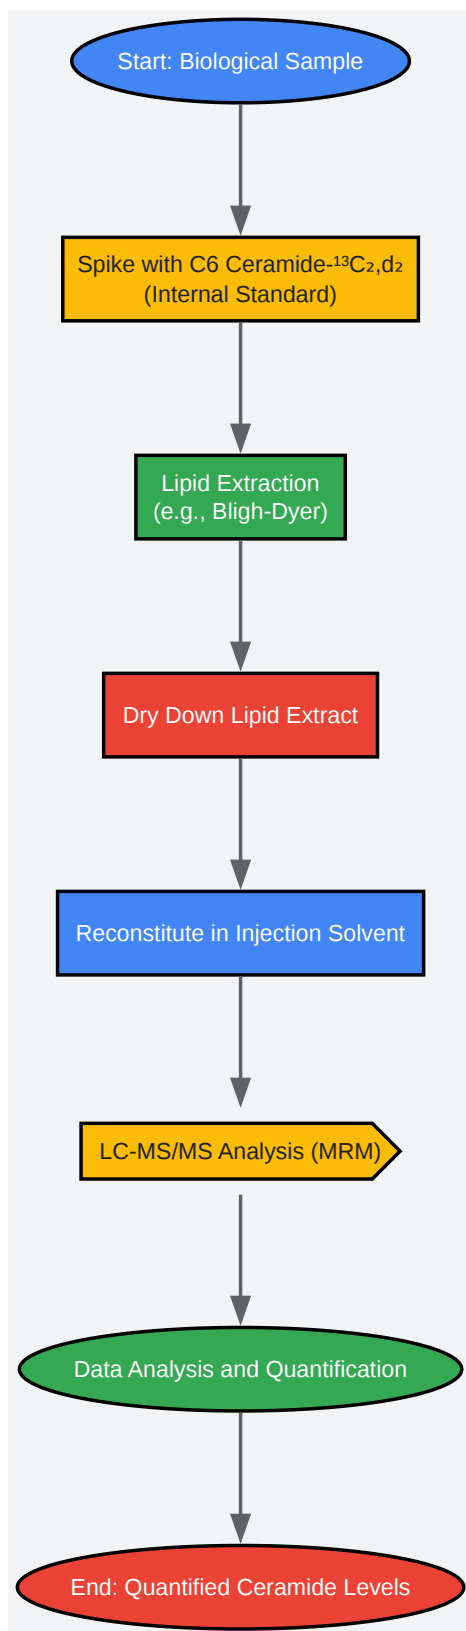 Start: Biological Sample
Spike with C6 Ceramide-¹³C₂,d₂
(Internal Standard)
Lipid Extraction
(e.g., Bligh-Dyer)
Dry Down Lipid Extract
Reconstitute in Injection Solvent
LC-MS/MS Analysis (MRM)
Data Analysis and Quantification
End: Quantified Ceramide Levels